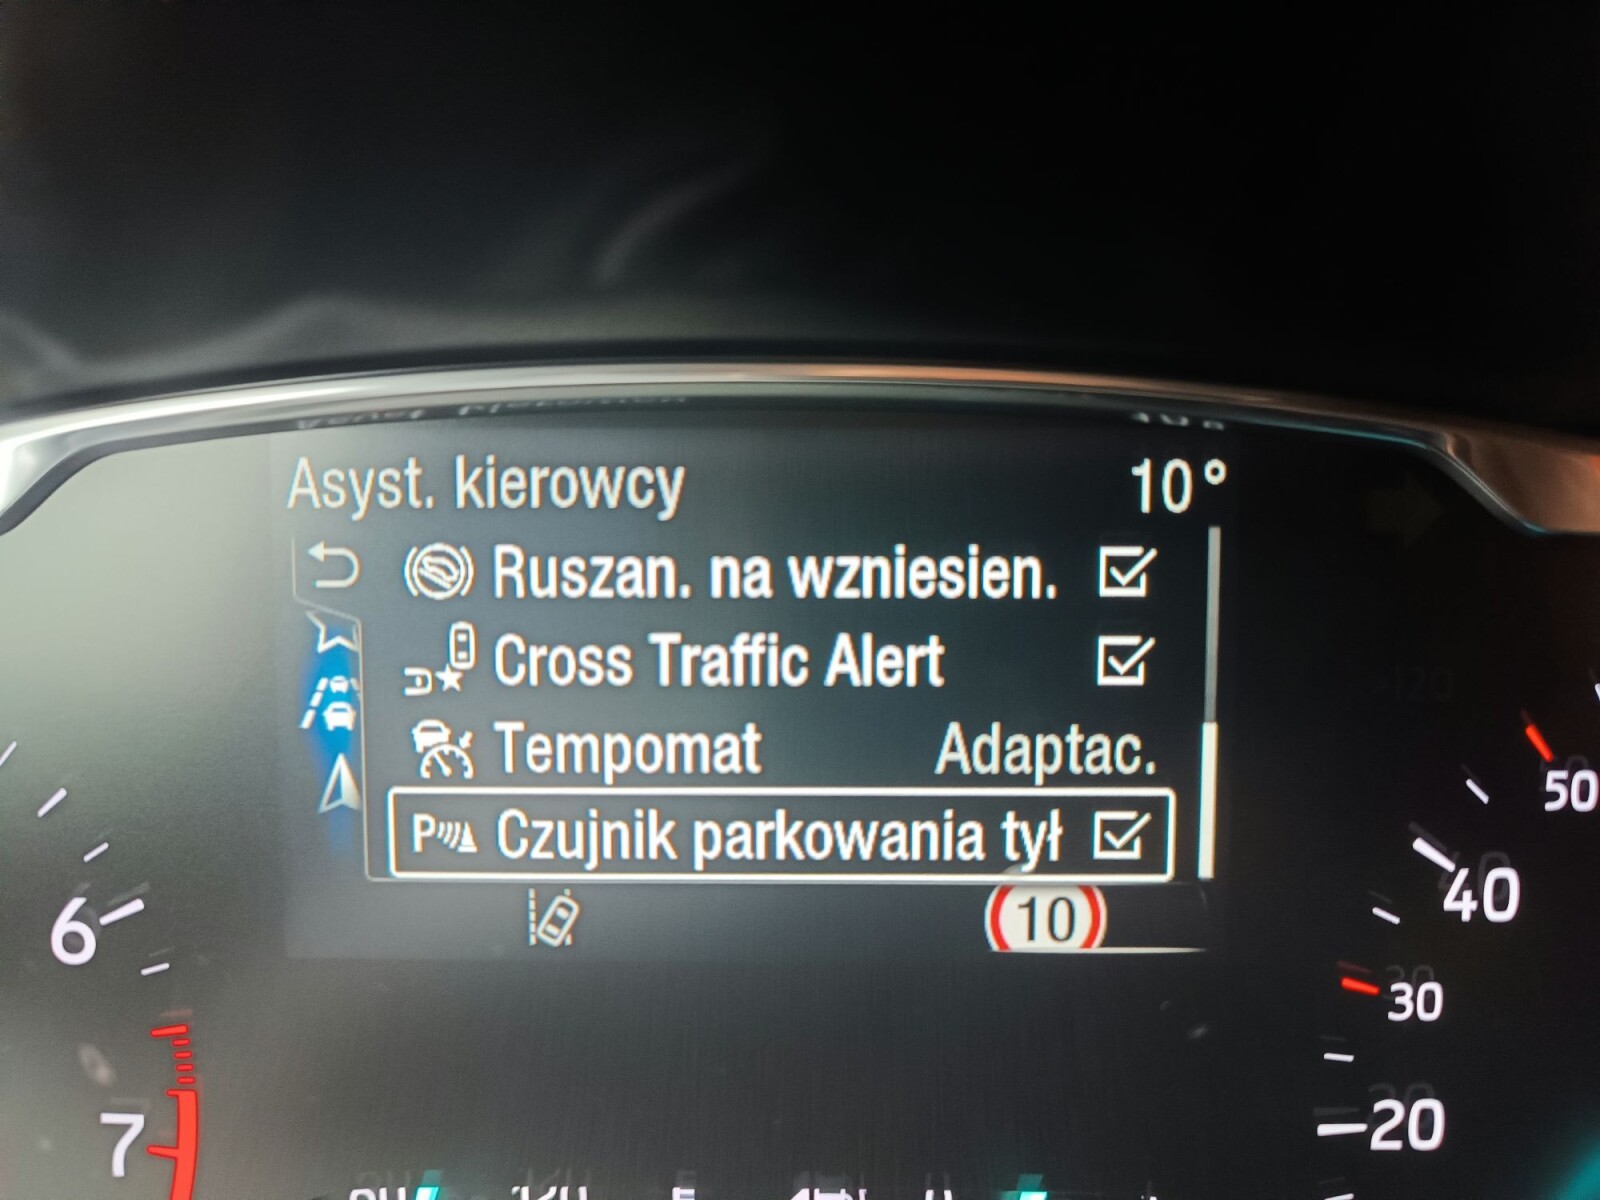 Asyst. kierowcy 10°
Ruszan. na wzniesien.
Cross Traffic Alert
Tempomat Adaptac.
P Czujnik parkowania tył
10
6
7
50
40
30
20